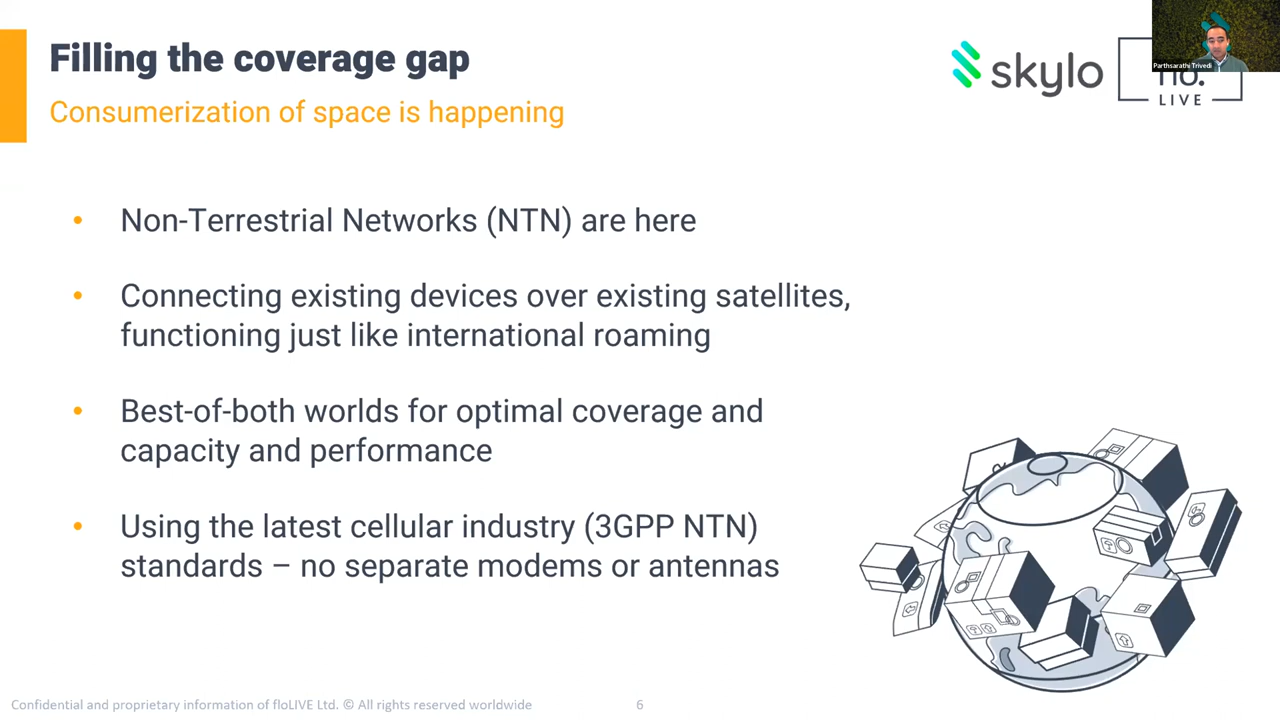 Filling the coverage gap
Consumerization of space is happening
skylo
Parthsarathi Trivedi
LIVE
• Non-Terrestrial Networks (NTN) are here
• Connecting existing devices over existing satellites,
functioning just like international roaming
• Best-of-both worlds for optimal coverage and
capacity and performance
• Using the latest cellular industry (3GPP NTN)
standards – no separate modems or antennas
Confidential and proprietary information of floLIVE Ltd. © All rights reserved worldwide
6